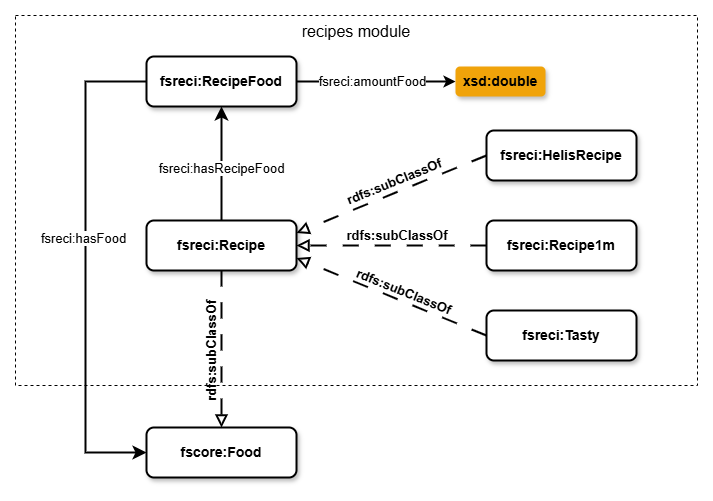 recipes module
fsreci:RecipeFood
fsreci:amountFood
xsd:double
fsreci:HelisRecipe
fsreci:hasRecipeFood
rdfs:subClassOf
fsreci:hasFood
fsreci:Recipe
rdfs:subClassOf
fsreci:Recipe1m
rdfs:subClassOf
fsreci:Tasty
rdfs:subClassOf
fscore:Food